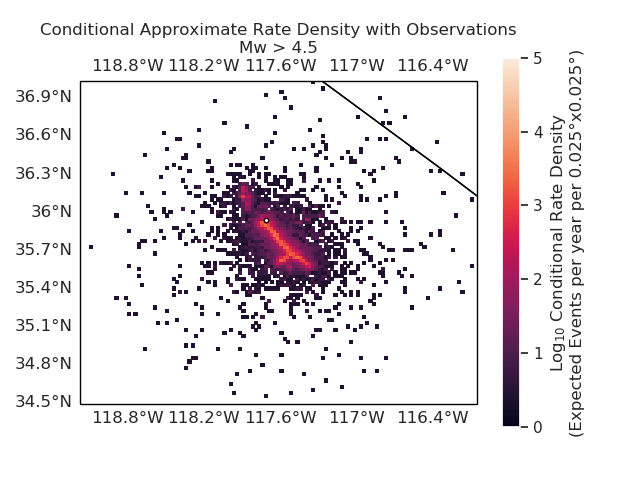 Conditional Approximate Rate Density with Observations
Mw > 4.5
118.8°W 118.2°W 117.6°W 117°W 116.4°W
36.9°N
36.6°N
36.3°N
36°N
35.7°N
35.4°N
35.1°N
34.8°N
34.5°N
118.8°W 118.2°W 117.6°W 117°W 116.4°W
5
4
3
2
1
0
Log₁₀ Conditional Rate Density
(Expected Events per year per 0.025°x0.025°)